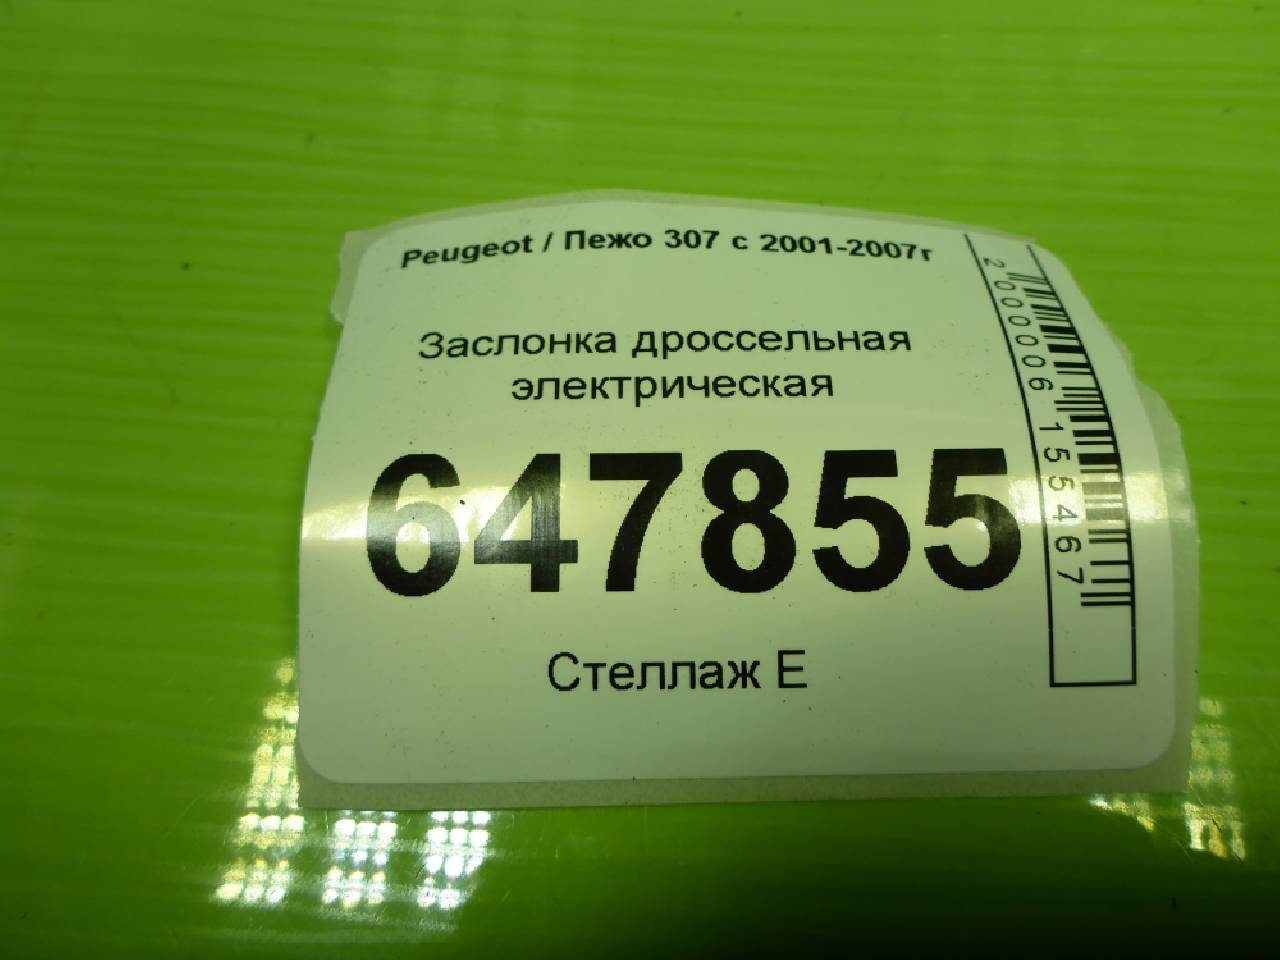 Peugeot / Пежо 307 с 2001-2007г
Заслонка дроссельная
электрическая
647855
Стеллаж Е
2000006155467